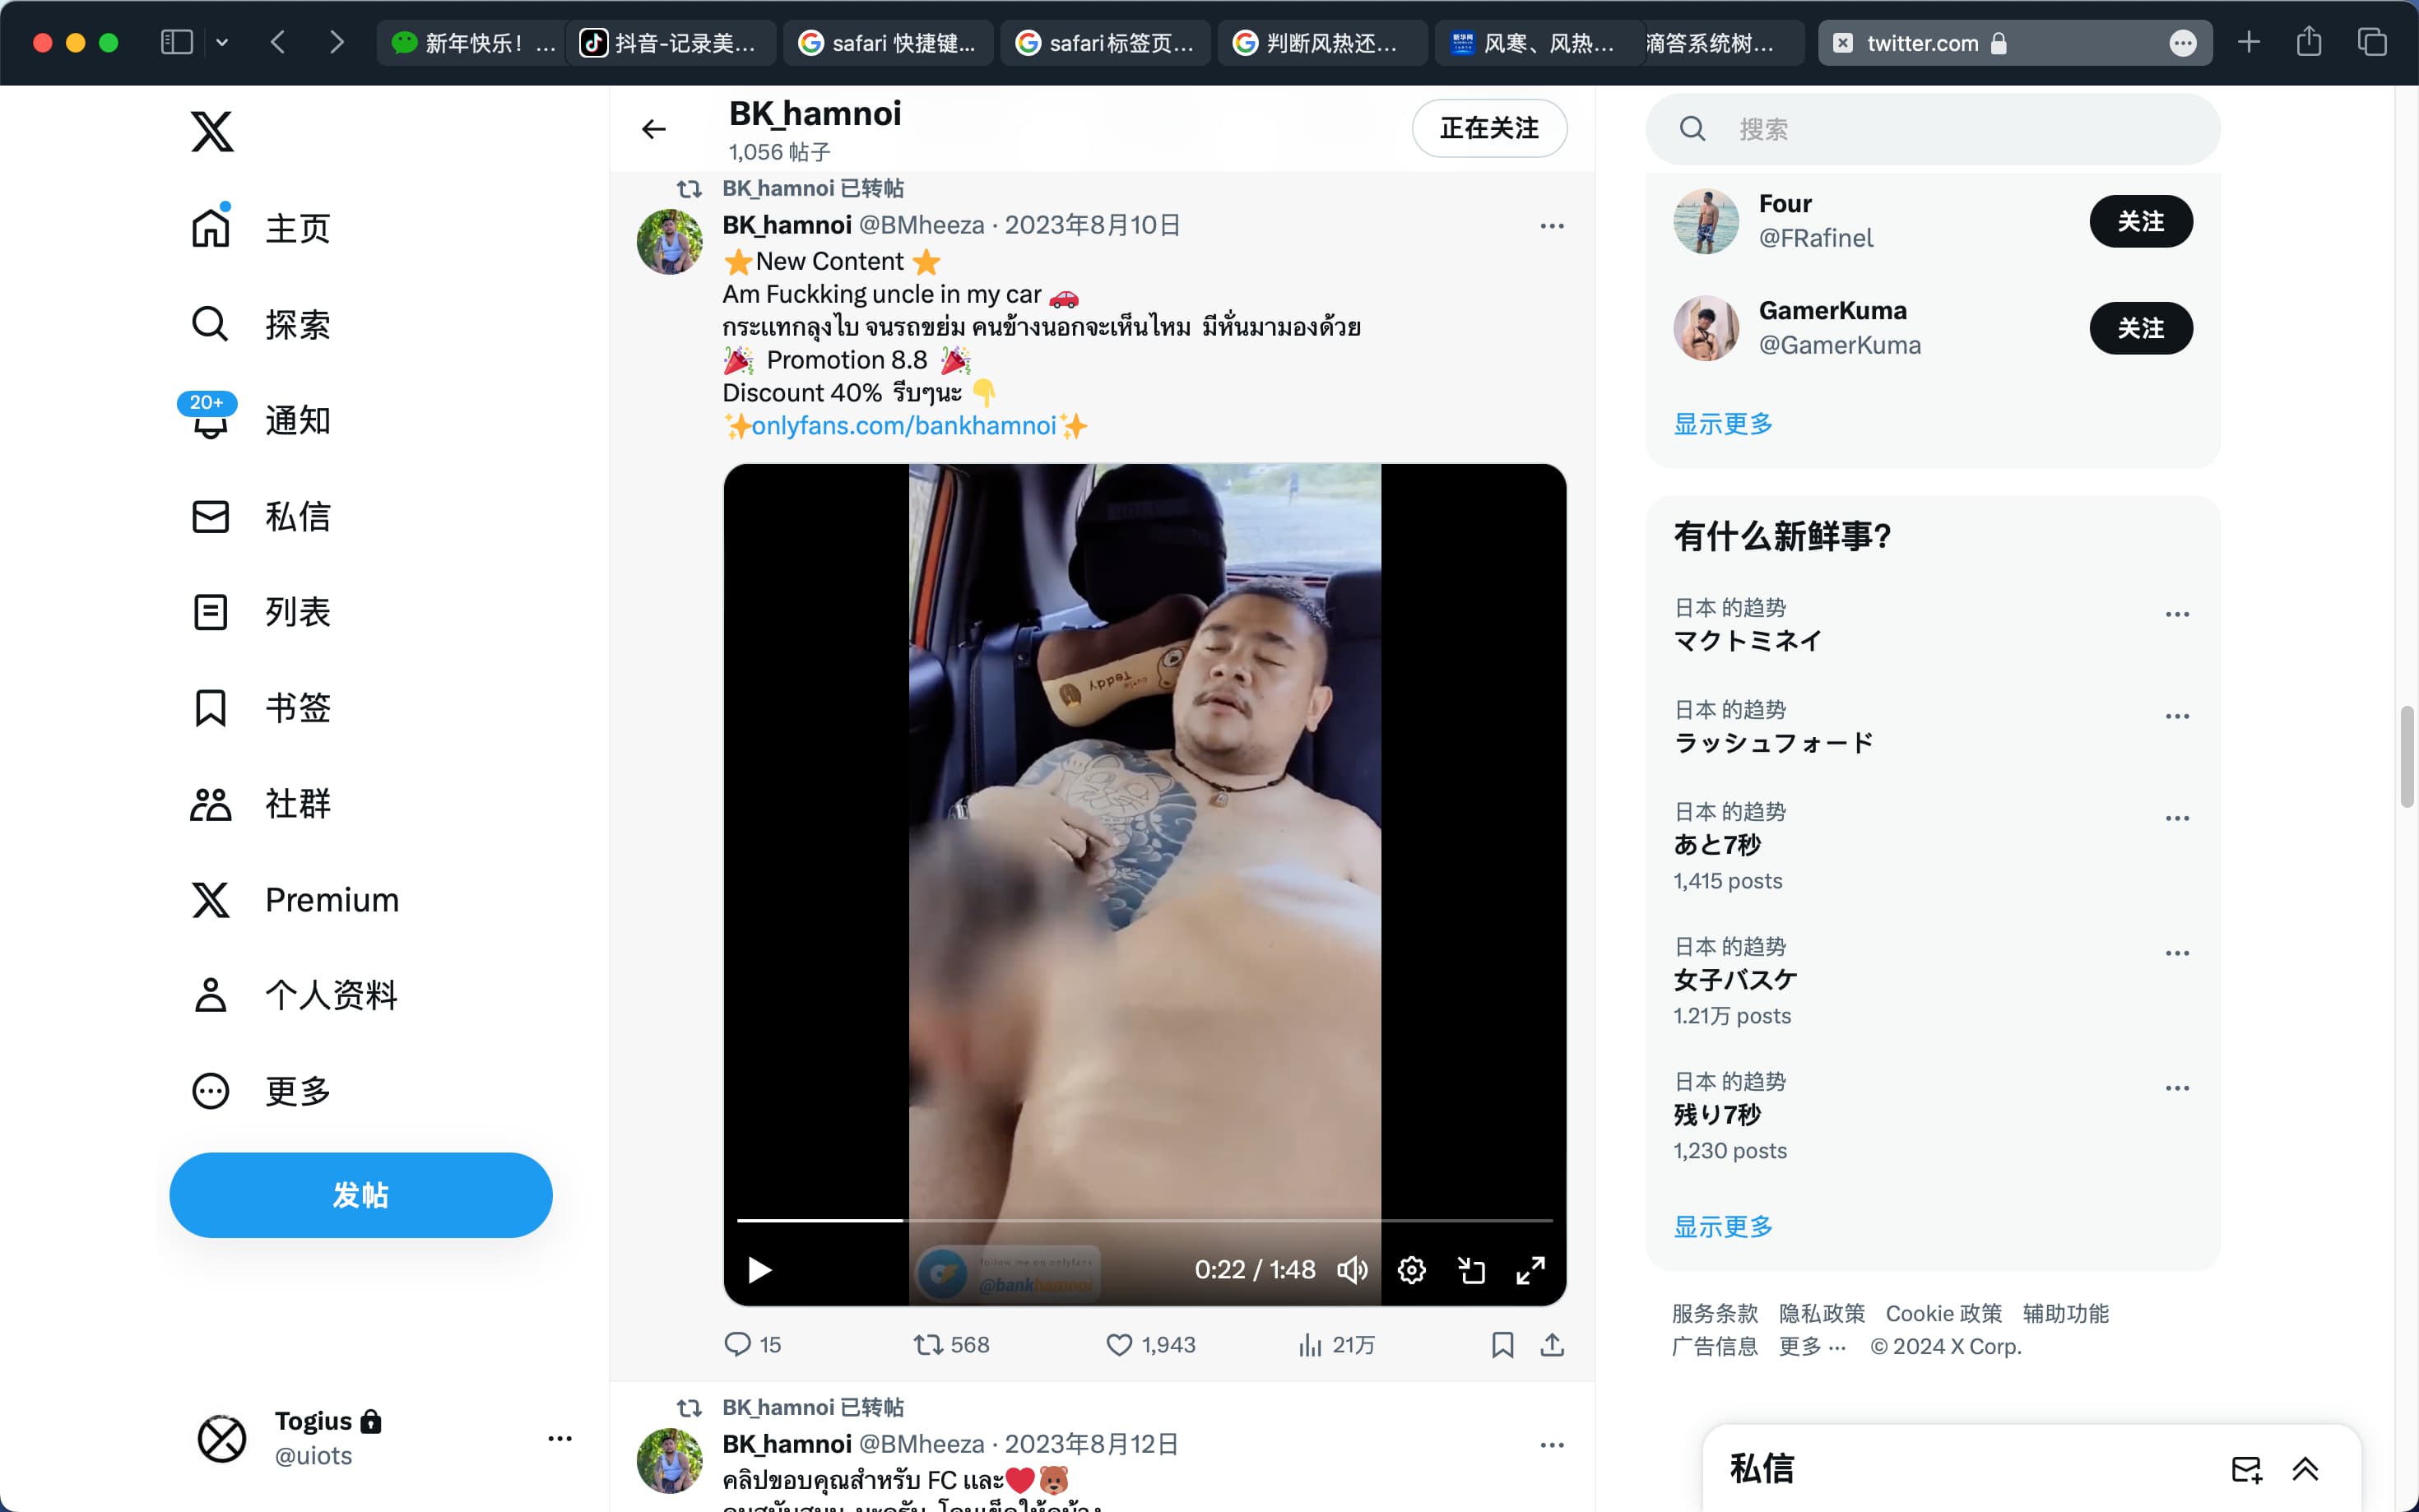 新年快乐！...
抖音-记录美...
safari 快捷键...
safari标签页...
判断风热还...
风寒、风热...
滴答系统树...
twitter.com
主页
探索
20+
通知
私信
列表
书签
社群
Premium
个人资料
更多
发帖
Togius
@uiots
BK_hamnoi
1,056 帖子
正在关注
BK_hamnoi 已转帖
BK_hamnoi @BMheeza · 2023年8月10日
⭐New Content ⭐
Am Fuckking uncle in my car 🚗
กระแทกลุงไบ จนรถขย่ม คนข้างนอกจะเห็นไหม มีหั่นมามองด้วย
🎉 Promotion 8.8 🎉
Discount 40% รีบๆนะ 👇
✨onlyfans.com/bankhamnoi✨
Teddy
follow me on onlyfans
@bankhamnoi
0:22 / 1:48
15
568
1,943
21万
BK_hamnoi 已转帖
BK_hamnoi @BMheeza · 2023年8月12日
คลิปขอบคุณสำหรับ FC และ❤️🐻
搜索
Four
@FRafinel
关注
GamerKuma
@GamerKuma
关注
显示更多
有什么新鲜事?
日本 的趋势
マクトミネイ
日本 的趋势
ラッシュフォード
日本 的趋势
あと7秒
1,415 posts
日本 的趋势
女子バスケ
1.21万 posts
日本 的趋势
残り7秒
1,230 posts
显示更多
服务条款 隐私政策 Cookie 政策 辅助功能
广告信息 更多 ··· © 2024 X Corp.
私信